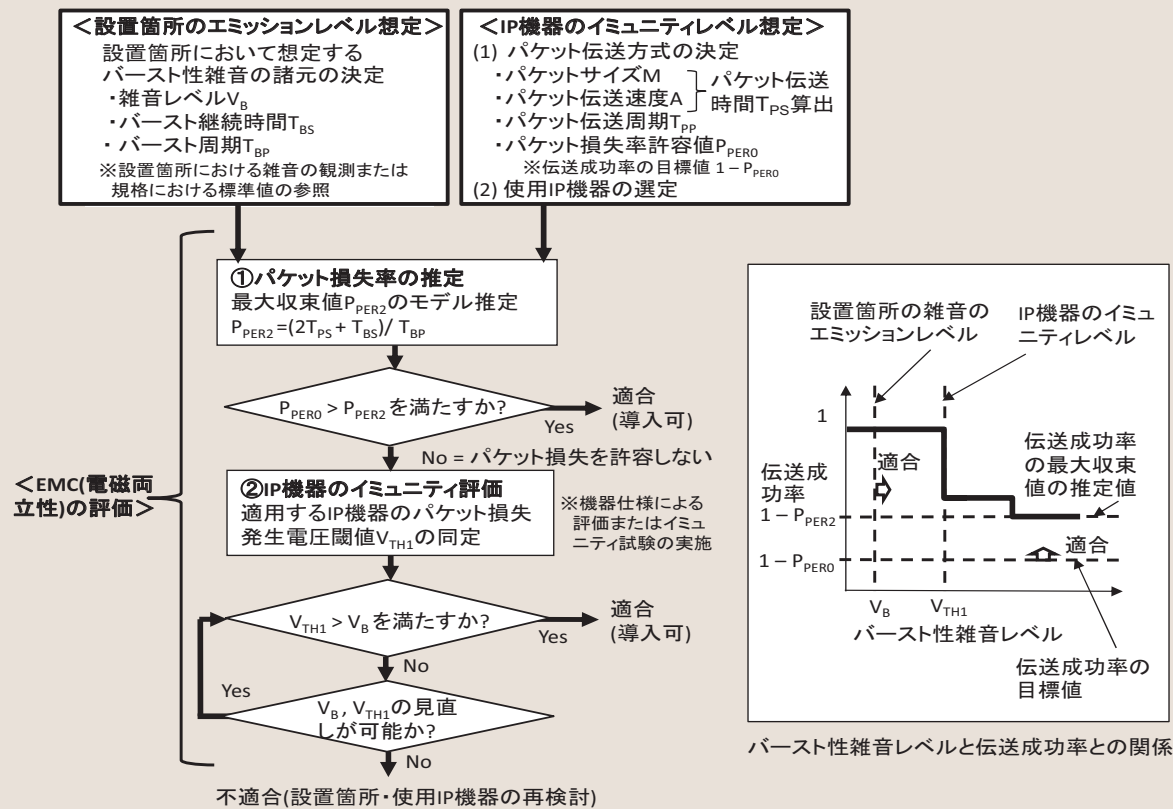 ＜設置箇所のエミッションレベル想定＞
設置箇所において想定する
バースト性雑音の諸元の決定
・雑音レベルVB
・バースト継続時間TBS
・バースト周期TBP
※設置箇所における雑音の観測または
規格における標準値の参照
＜IP機器のイミュニティレベル想定＞
(1) パケット伝送方式の決定
・パケットサイズM
・パケット伝送速度A
パケット伝送
時間TPS算出
・パケット伝送周期TPP
・パケット損失率許容値PPER0
※伝送成功率の目標値 1 – PPER0
(2) 使用IP機器の選定
＜EMC(電磁両
立性)の評価＞
①パケット損失率の推定
最大収束値PPER2のモデル推定
PPER2 =(2TPS + TBS)/ TBP
PPER0 > PPER2 を満たすか?
Yes
適合
(導入可)
No = パケット損失を許容しない
②IP機器のイミュニティ評価
適用するIP機器のパケット損失
発生電圧閾値VTH1の同定
※機器仕様による
評価またはイミュ
ニティ試験の実施
VTH1 > VB を満たすか?
Yes
適合
(導入可)
No
Yes
VB , VTH1の見直
しが可能か?
No
不適合(設置箇所・使用IP機器の再検討)
設置箇所の雑音の
エミッションレベル
IP機器のイミュ
ニティレベル
1
伝送成
功率
適合
伝送成功率
の最大収束
値の推定値
1 – PPER2
1 – PPER0
適合
VB
VTH1
バースト性雑音レベル
伝送成功率の
目標値
バースト性雑音レベルと伝送成功率との関係